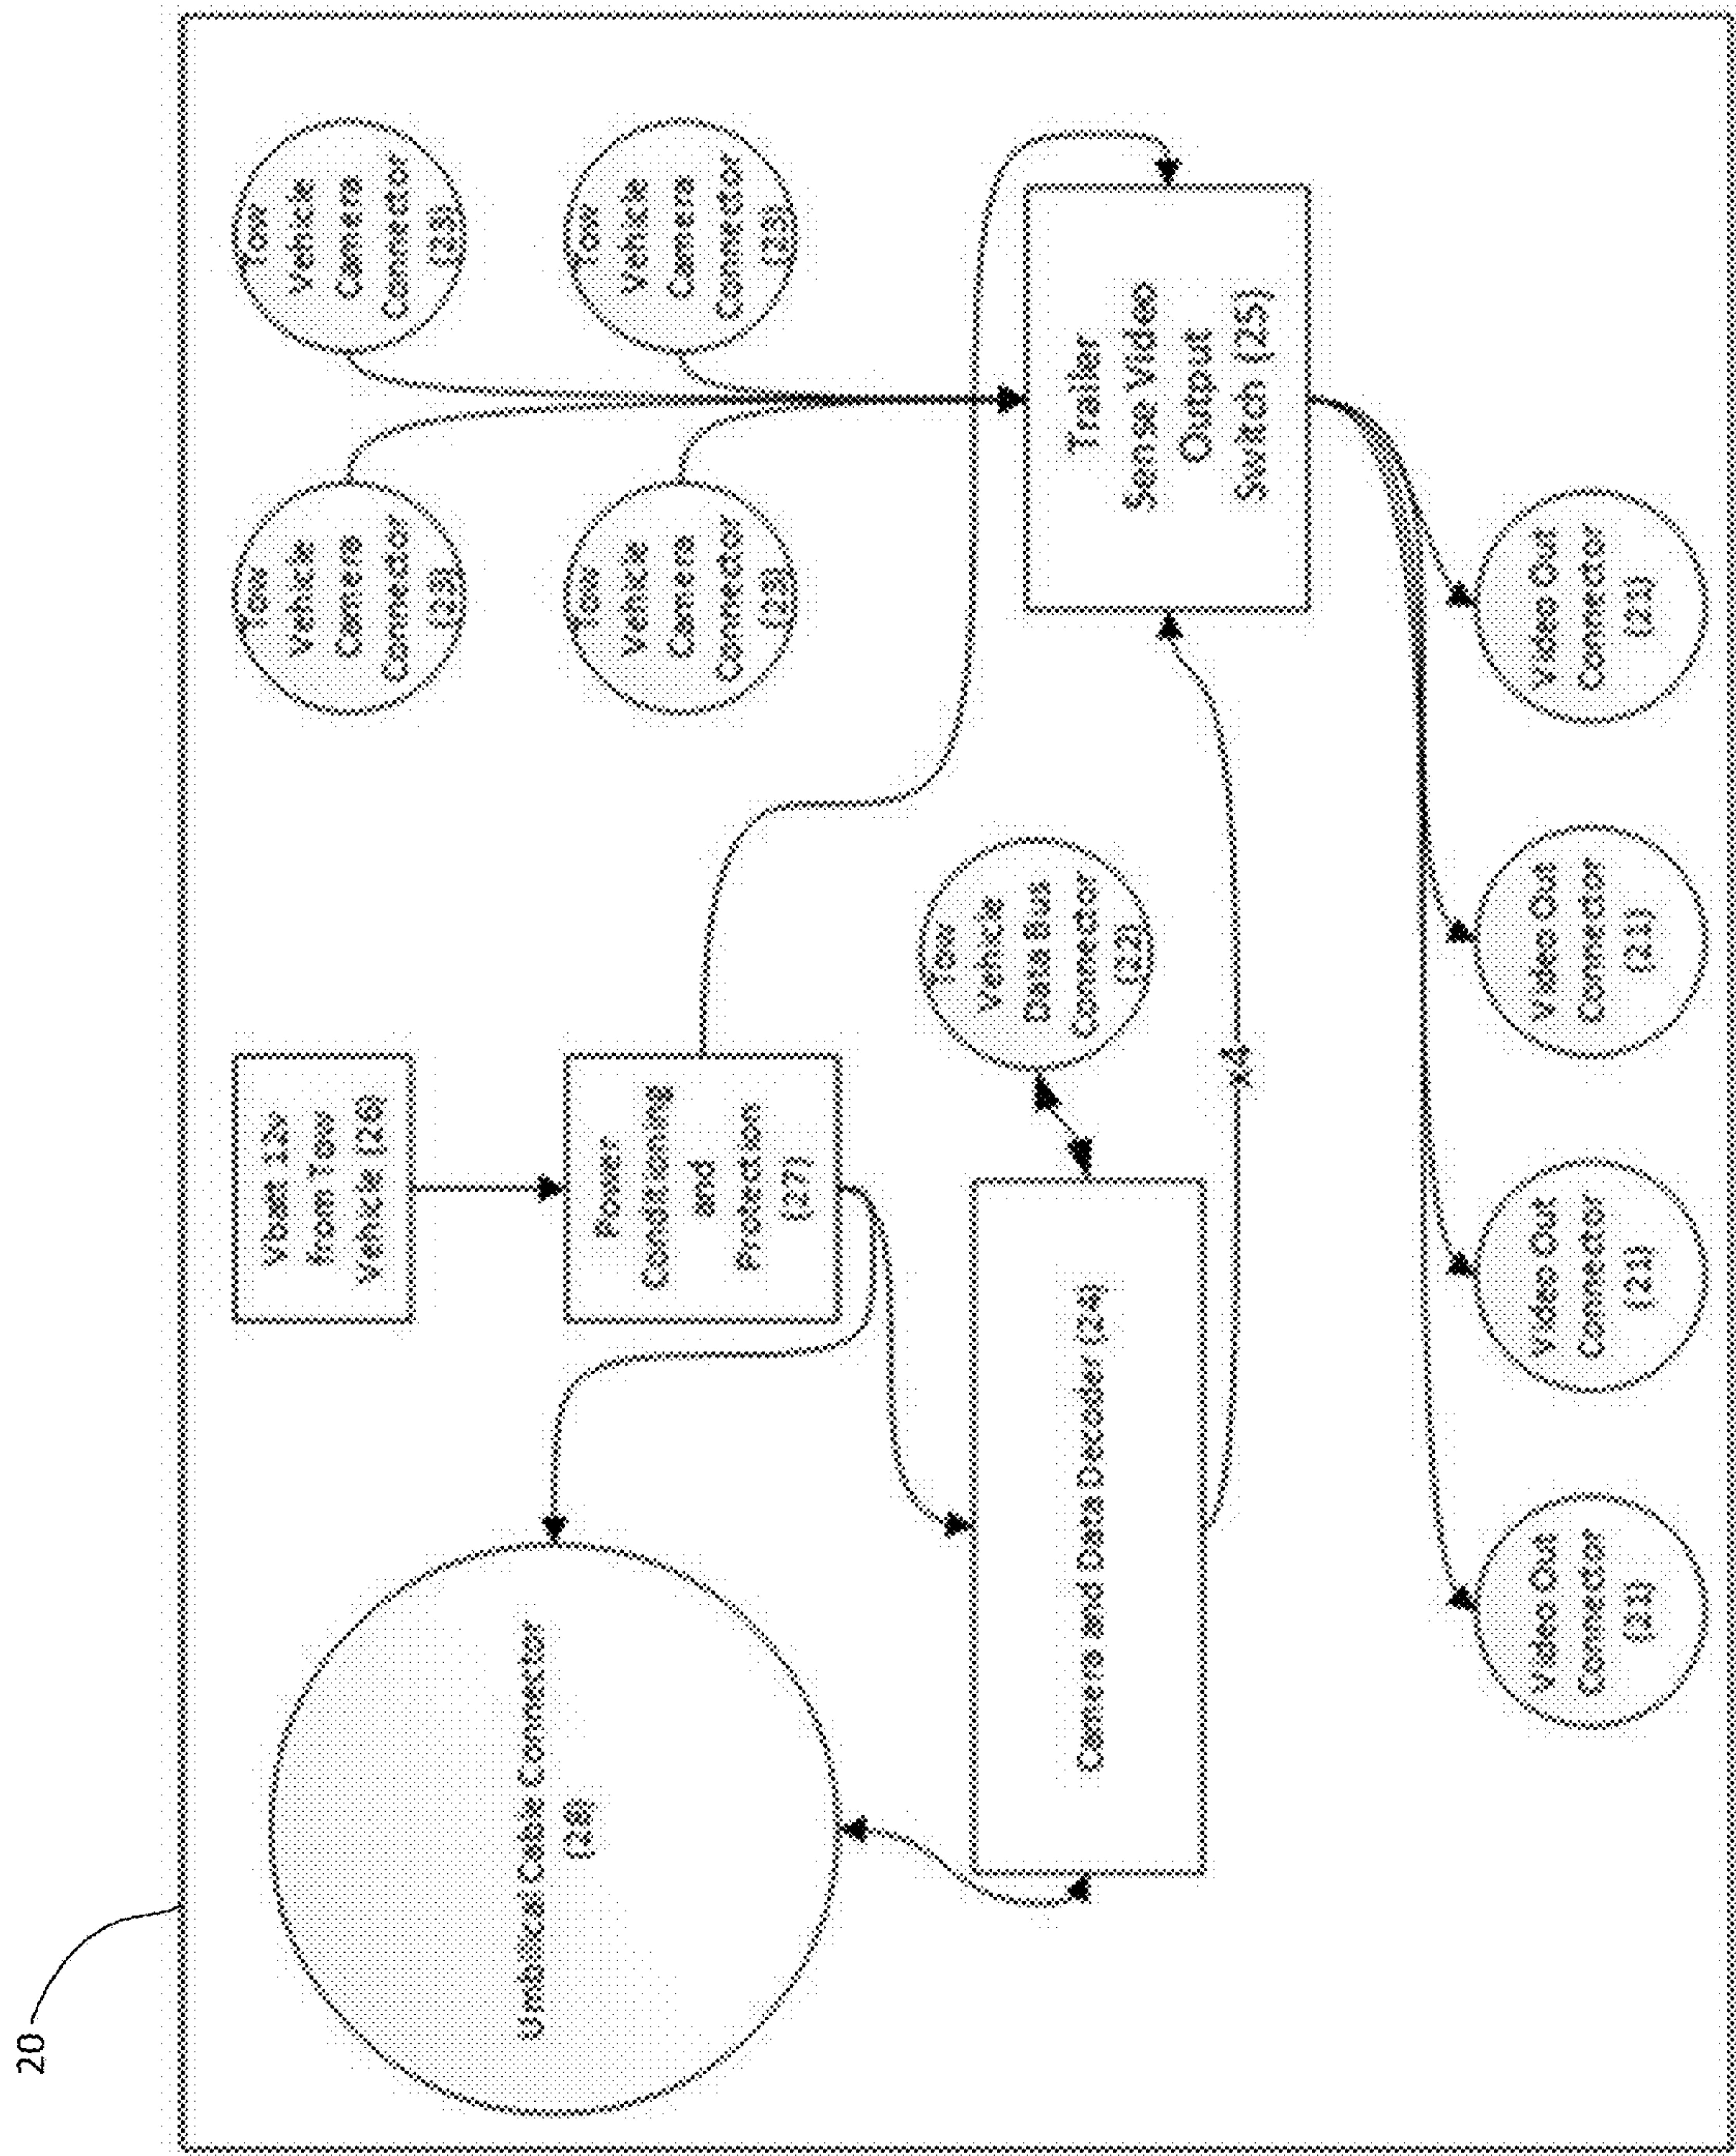 20
Umbilical Cable Connector
(28)
Vbatt 12v
from Tow
Vehicle (26)
Tow
Vehicle
Camera
Connector
(23)
Tow
Vehicle
Camera
Connector
(23)
Power
Conditioning
and
Protection
(27)
Tow
Vehicle
Camera
Connector
(23)
Tow
Vehicle
Camera
Connector
(23)
Camera and Data Decoder (24)
Tow
Vehicle
Data Bus
Connector
(22)
Trailer
Sense Video
Output
Switch (25)
x4
Video Out
Connector
(21)
Video Out
Connector
(21)
Video Out
Connector
(21)
Video Out
Connector
(21)